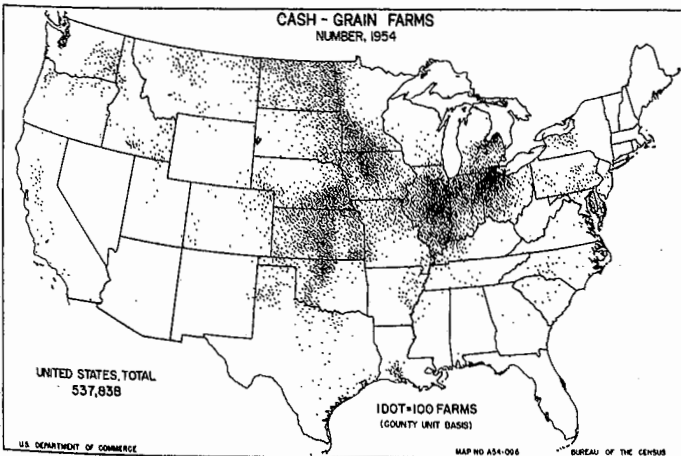 CASH - GRAIN FARMS
NUMBER, 1954
UNITED STATES, TOTAL
537,838
1 DOT=100 FARMS
(COUNTY UNIT BASIS)
U.S. DEPARTMENT OF COMMERCE
MAP NO A54-096
BUREAU OF THE CENSUS